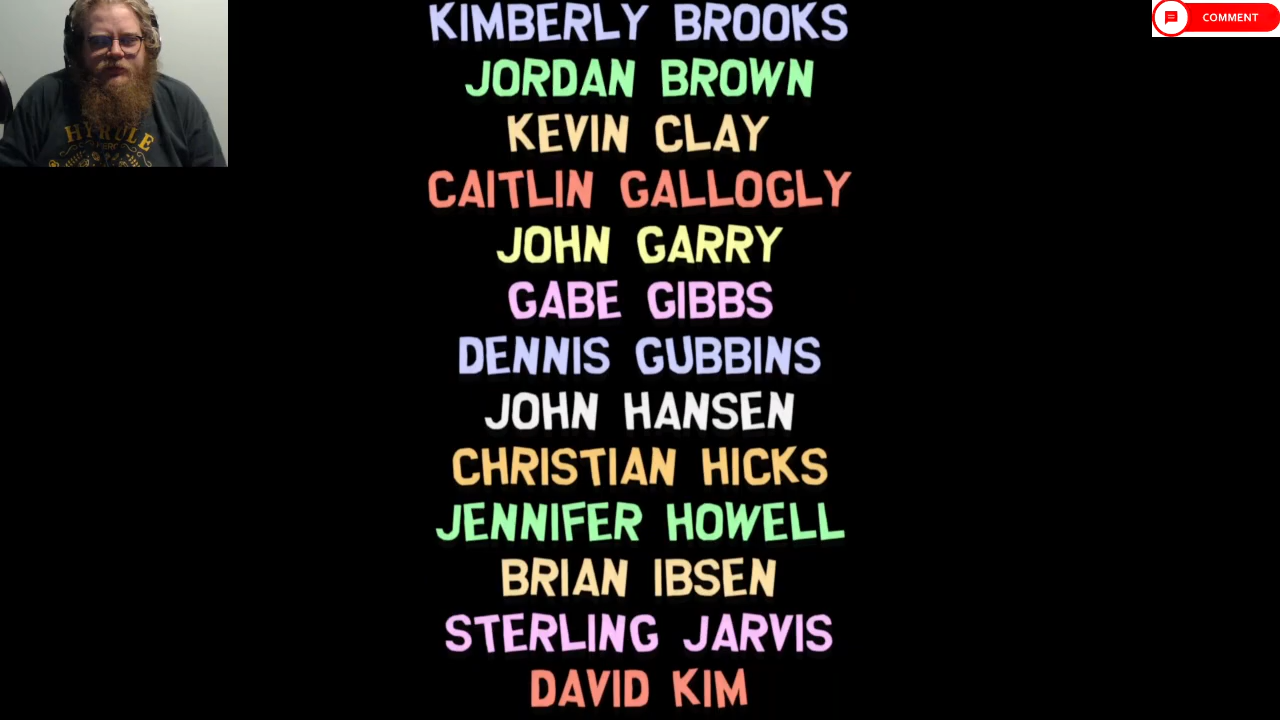 COMMENT
KIMBERLY BROOKS
JORDAN BROWN
KEVIN CLAY
CAITLIN GALLOGLY
JOHN GARRY
GABE GIBBS
DENNIS GUBBINS
JOHN HANSEN
CHRISTIAN HICKS
JENNIFER HOWELL
BRIAN IBSEN
STERLING JARVIS
DAVID KIM
HYRULE